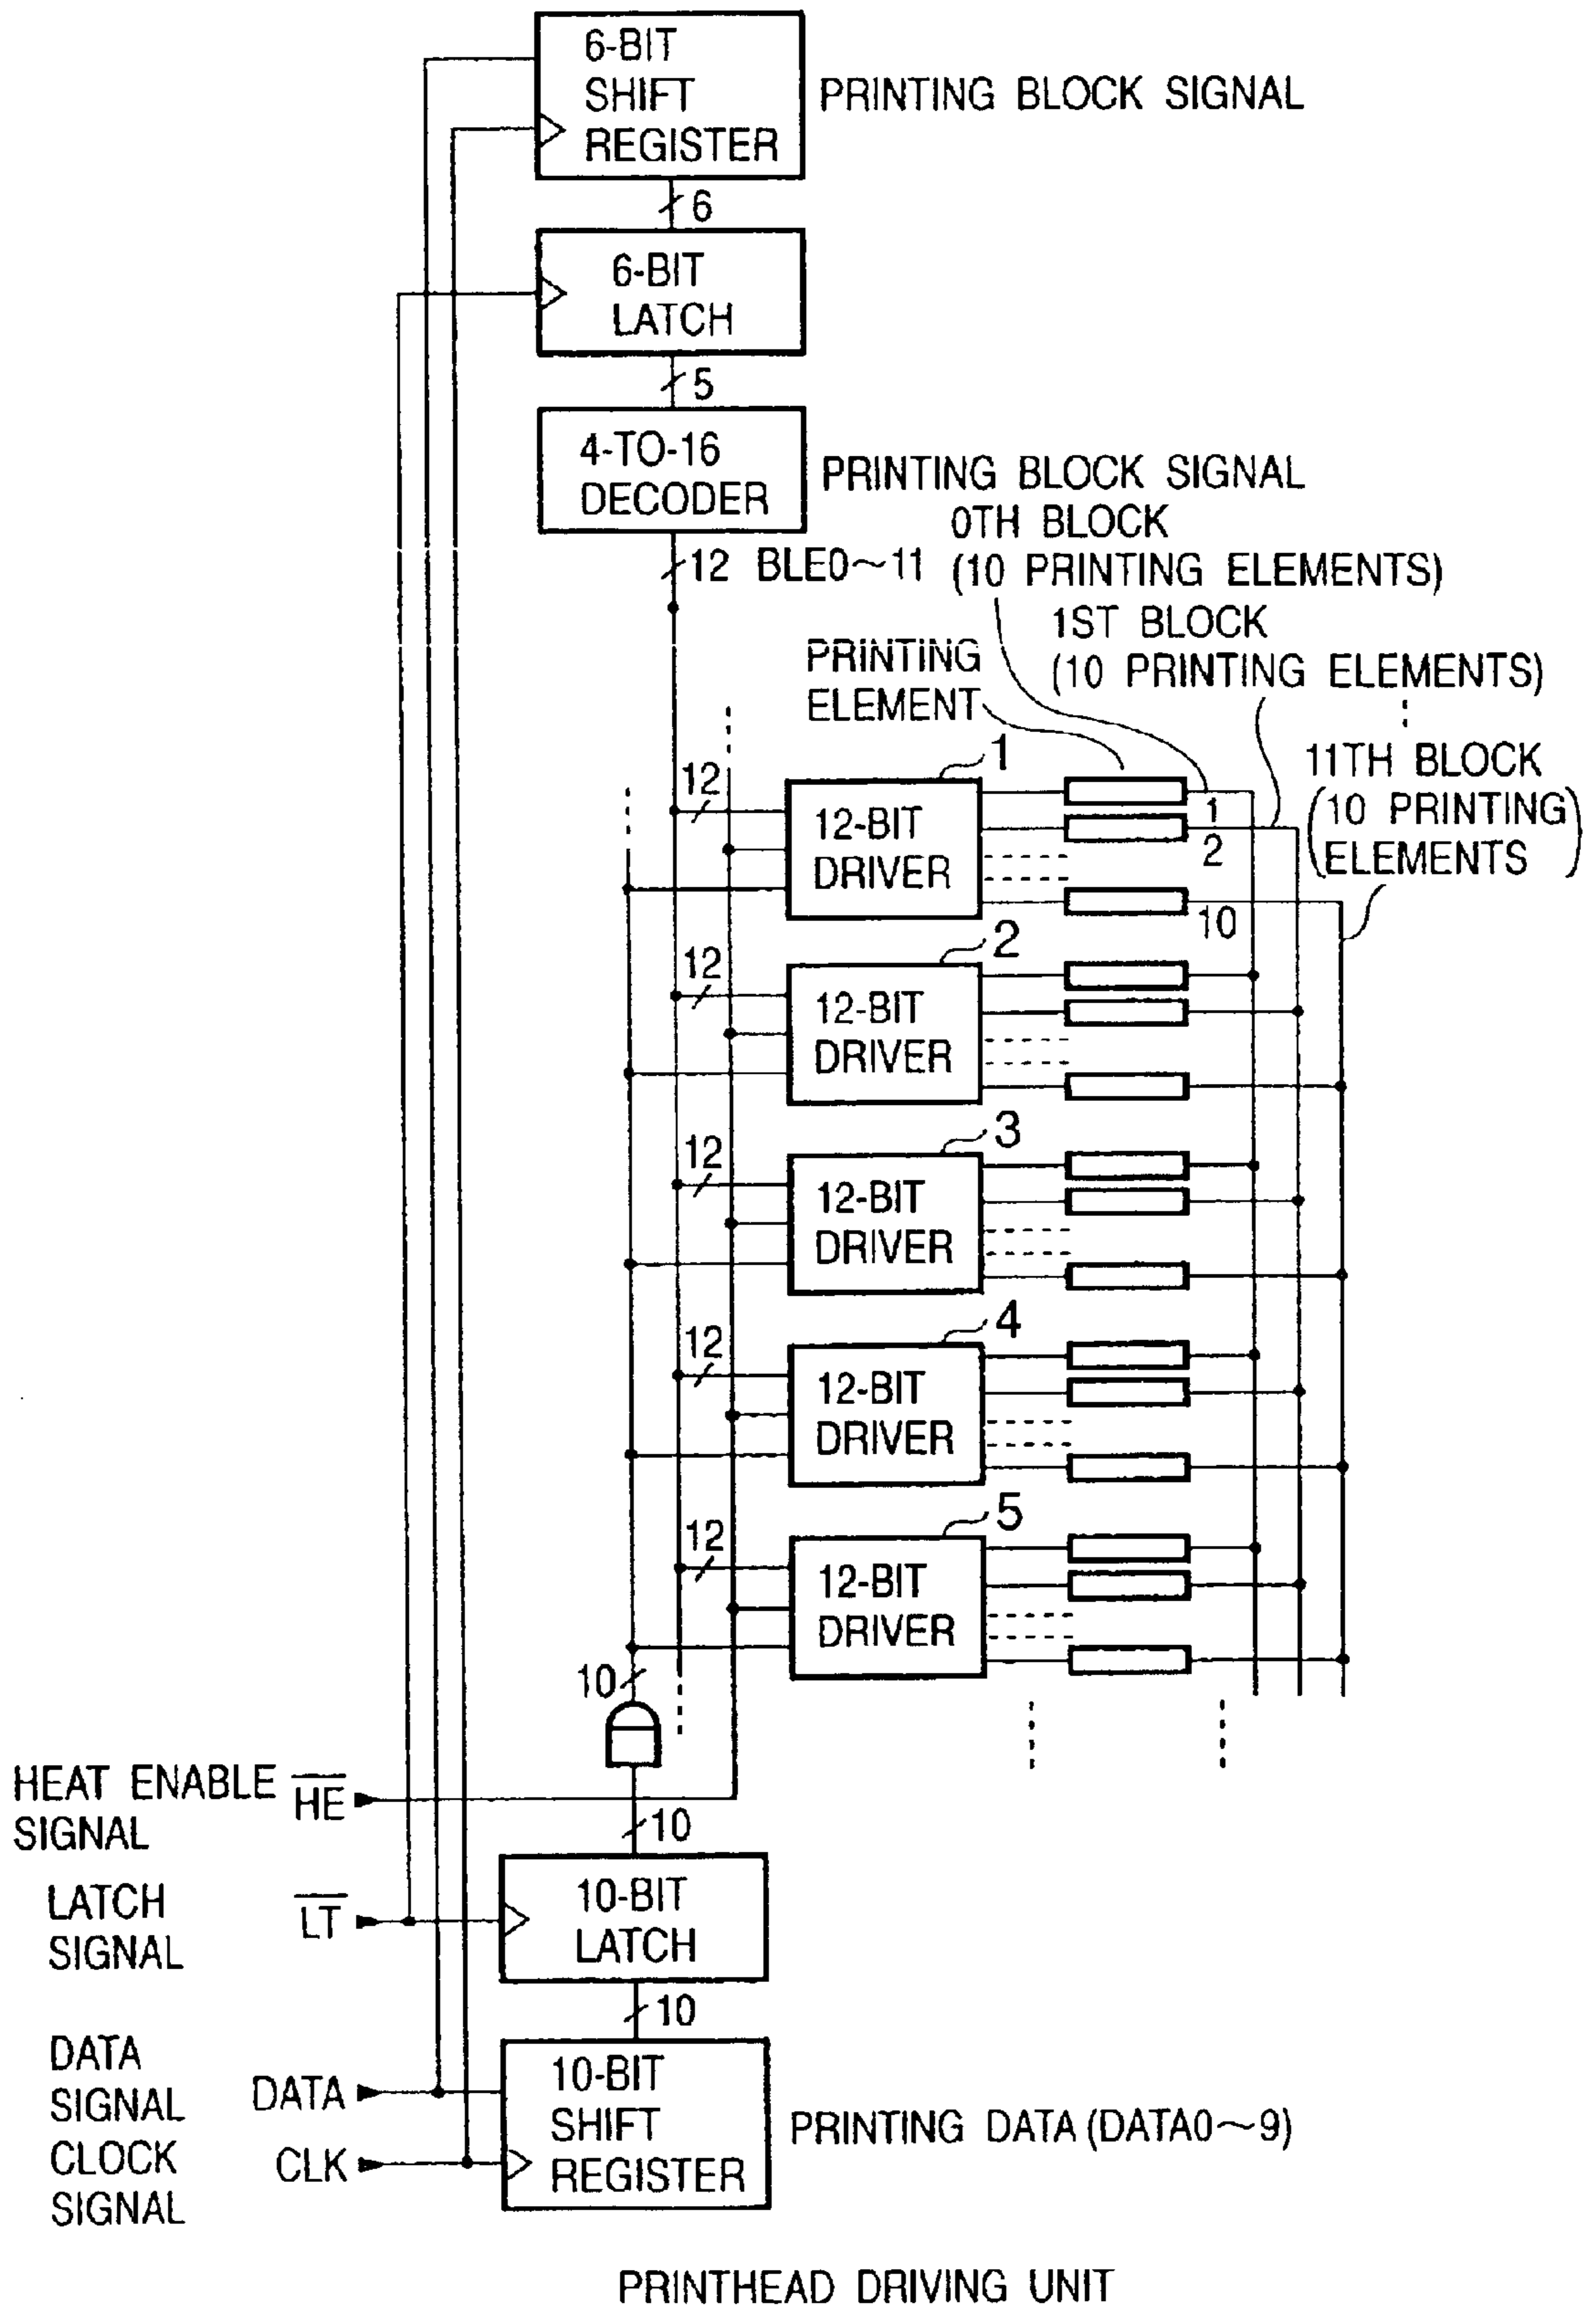 6-BIT
SHIFT
REGISTER
PRINTING BLOCK SIGNAL
6
6-BIT
LATCH
5
4-TO-16
DECODER
PRINTING BLOCK SIGNAL
12 BLE0~11
0TH BLOCK
(10 PRINTING ELEMENTS)
1ST BLOCK
(10 PRINTING ELEMENTS)
PRINTING
ELEMENT
11TH BLOCK
(10 PRINTING)
ELEMENTS
1
12
12-BIT
DRIVER
1
2
10
2
12
12-BIT
DRIVER
3
12
12-BIT
DRIVER
4
12
12-BIT
DRIVER
5
12
12-BIT
DRIVER
10
HEAT ENABLE
SIGNAL
HE
10
LATCH
SIGNAL
LT
10-BIT
LATCH
10
DATA
SIGNAL
DATA
CLOCK
SIGNAL
CLK
10-BIT
SHIFT
REGISTER
PRINTING DATA (DATA0~9)
PRINTHEAD DRIVING UNIT